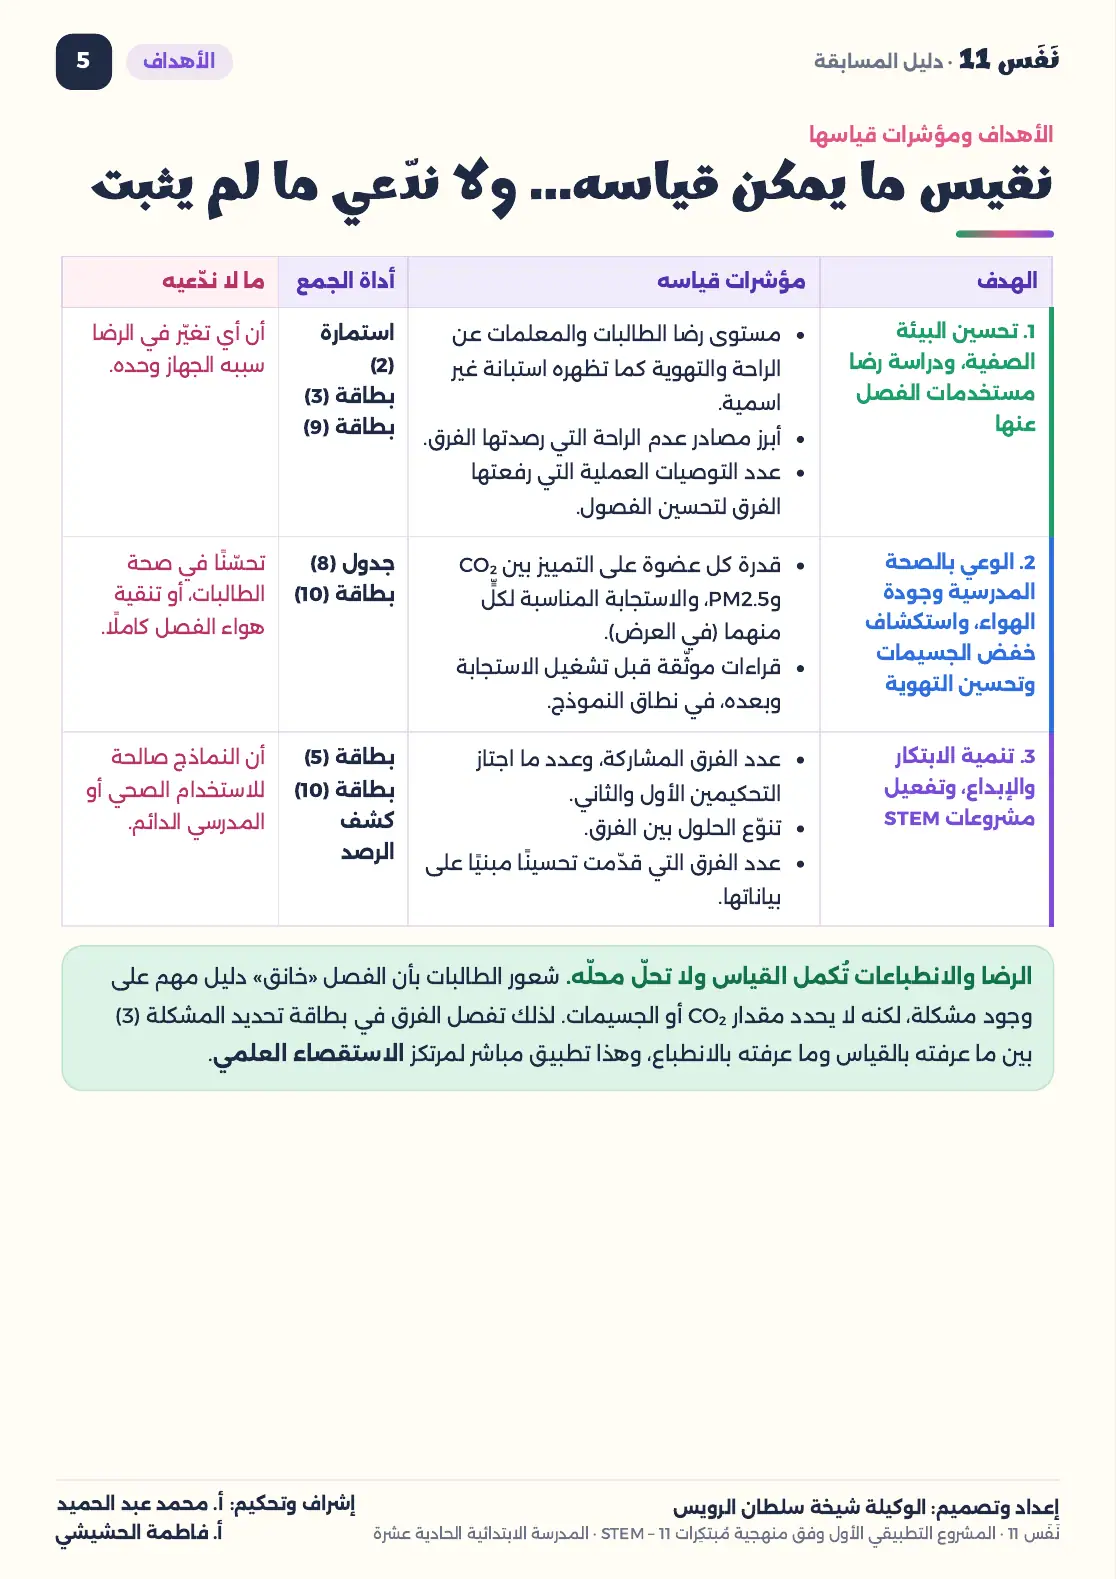 نَفَس 11 · دليل المسابقة
الأهداف
5
الأهداف ومؤشرات قياسها
نقيس ما يمكن قياسه... ولا ندّعي ما لم يثبت
الهدف
مؤشرات قياسه
أداة الجمع
ما لا ندّعيه
1. تحسين البيئة
الصفية، ودراسة رضا
مستخدمات الفصل
عنها
• مستوى رضا الطالبات والمعلمات عن
الراحة والتهوية كما تظهره استبانة غير
اسمية.
• أبرز مصادر عدم الراحة التي رصدتها الفرق.
• عدد التوصيات العملية التي رفعتها
الفرق لتحسين الفصول.
استمارة
(2)
بطاقة (3)
بطاقة (9)
أن أي تغيّر في الرضا
سببه الجهاز وحده.
2. الوعي بالصحة
المدرسية وجودة
الهواء، واستكشاف
خفض الجسيمات
وتحسين التهوية
• قدرة كل عضوة على التمييز بين CO₂
وPM2.5، والاستجابة المناسبة لكلٍّ
منهما (في العرض).
• قراءات موثّقة قبل تشغيل الاستجابة
وبعده، في نطاق النموذج.
جدول (8)
بطاقة (10)
تحسّنًا في صحة
الطالبات، أو تنقية
هواء الفصل كاملًا.
3. تنمية الابتكار
والإبداع، وتفعيل
مشروعات STEM
• عدد الفرق المشاركة، وعدد ما اجتاز
التحكيمين الأول والثاني.
• تنوّع الحلول بين الفرق.
• عدد الفرق التي قدّمت تحسينًا مبنيًا على
بياناتها.
بطاقة (5)
بطاقة (10)
كشف
الرصد
أن النماذج صالحة
للاستخدام الصحي أو
المدرسي الدائم.
الرضا والانطباعات تُكمل القياس ولا تحلّ محلّه. شعور الطالبات بأن الفصل «خانق» دليل مهم على
وجود مشكلة، لكنه لا يحدد مقدار CO₂ أو الجسيمات. لذلك تفصل الفرق في بطاقة تحديد المشكلة (3)
بين ما عرفته بالقياس وما عرفته بالانطباع، وهذا تطبيق مباشر لمرتكز الاستقصاء العلمي.
إعداد وتصميم: الوكيلة شيخة سلطان الرويس
نَفَس 11 · المشروع التطبيقي الأول وفق منهجية مُبتكِرات 11 – STEM · المدرسة الابتدائية الحادية عشرة
إشراف وتحكيم: أ. محمد عبد الحميد
أ. فاطمة الحشيشي